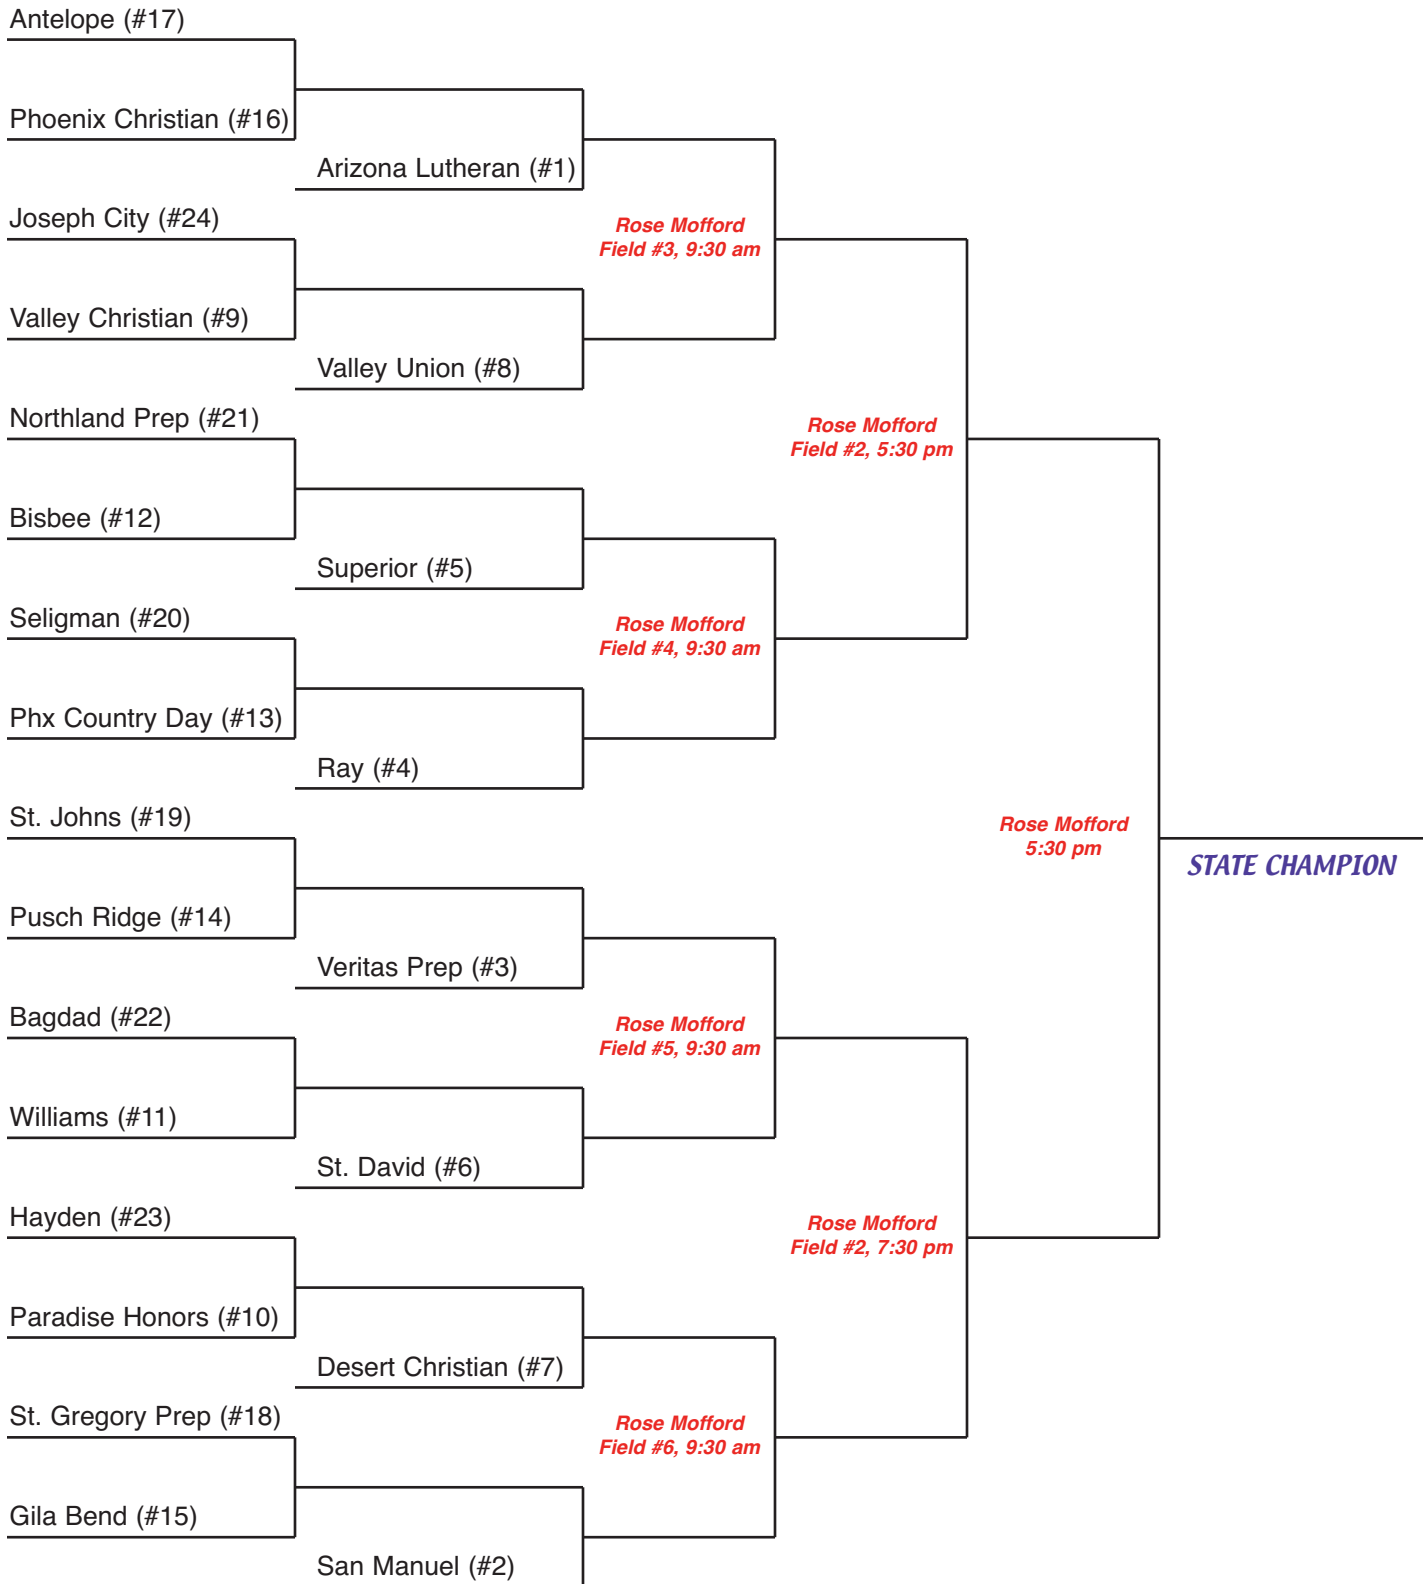 Antelope (#17)
Phoenix Christian (#16)
Arizona Lutheran (#1)
Joseph City (#24)
Rose Mofford
Field #3, 9:30 am
Valley Christian (#9)
Valley Union (#8)
Northland Prep (#21)
Rose Mofford
Field #2, 5:30 pm
Bisbee (#12)
Superior (#5)
Seligman (#20)
Rose Mofford
Field #4, 9:30 am
Phx Country Day (#13)
Ray (#4)
St. Johns (#19)
Rose Mofford
5:30 pm
STATE CHAMPION
Pusch Ridge (#14)
Veritas Prep (#3)
Bagdad (#22)
Rose Mofford
Field #5, 9:30 am
Williams (#11)
St. David (#6)
Hayden (#23)
Rose Mofford
Field #2, 7:30 pm
Paradise Honors (#10)
Desert Christian (#7)
St. Gregory Prep (#18)
Rose Mofford
Field #6, 9:30 am
Gila Bend (#15)
San Manuel (#2)